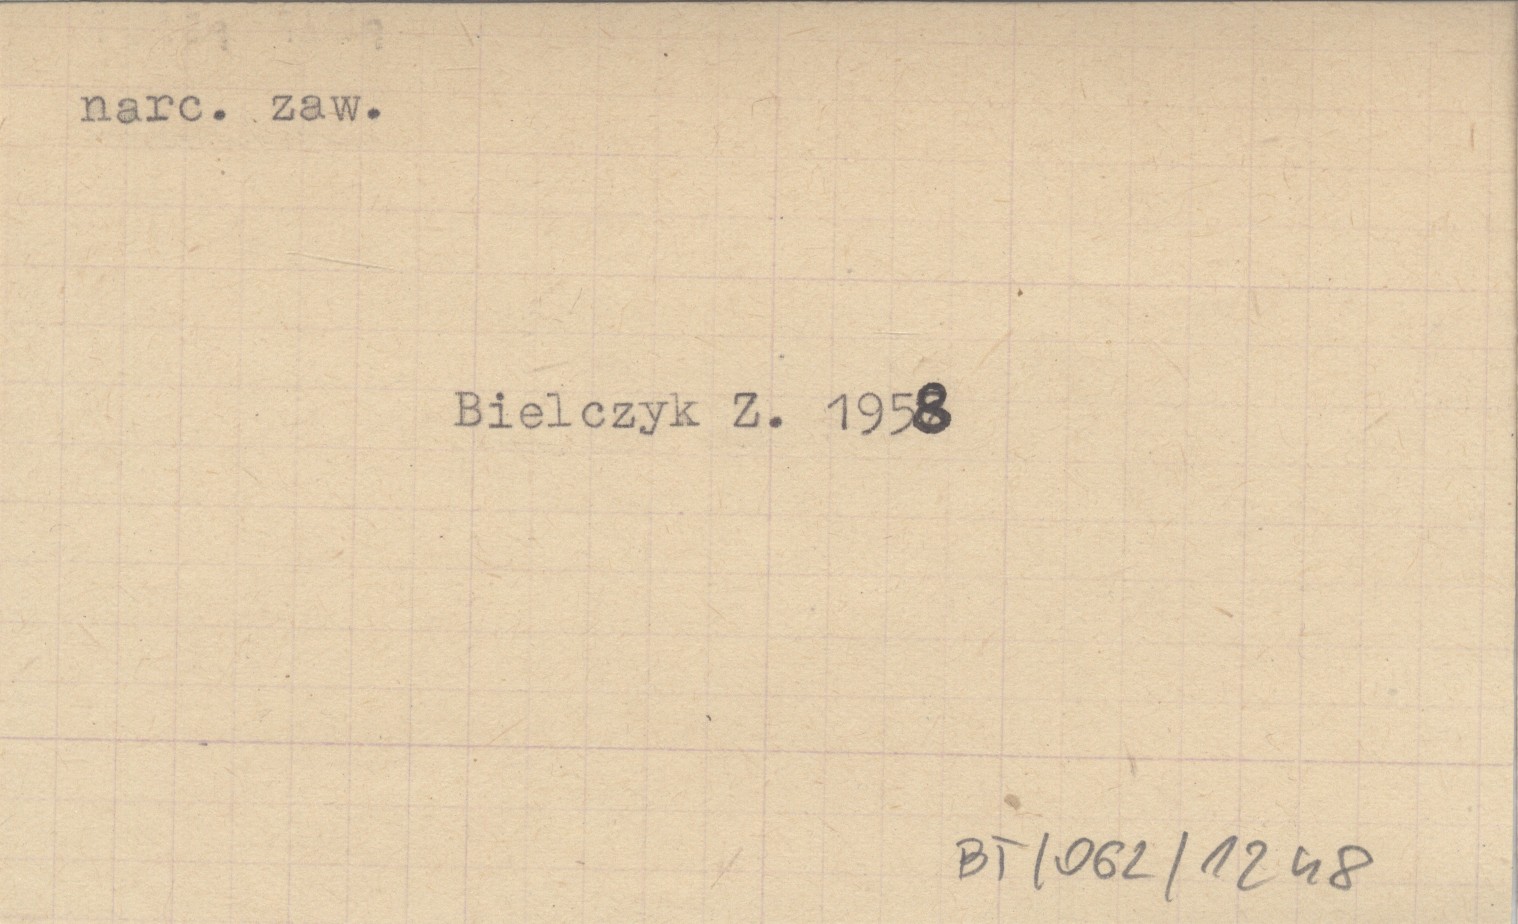 narc. zaw.
Bielczyk Z. 1958
BT/062/1248